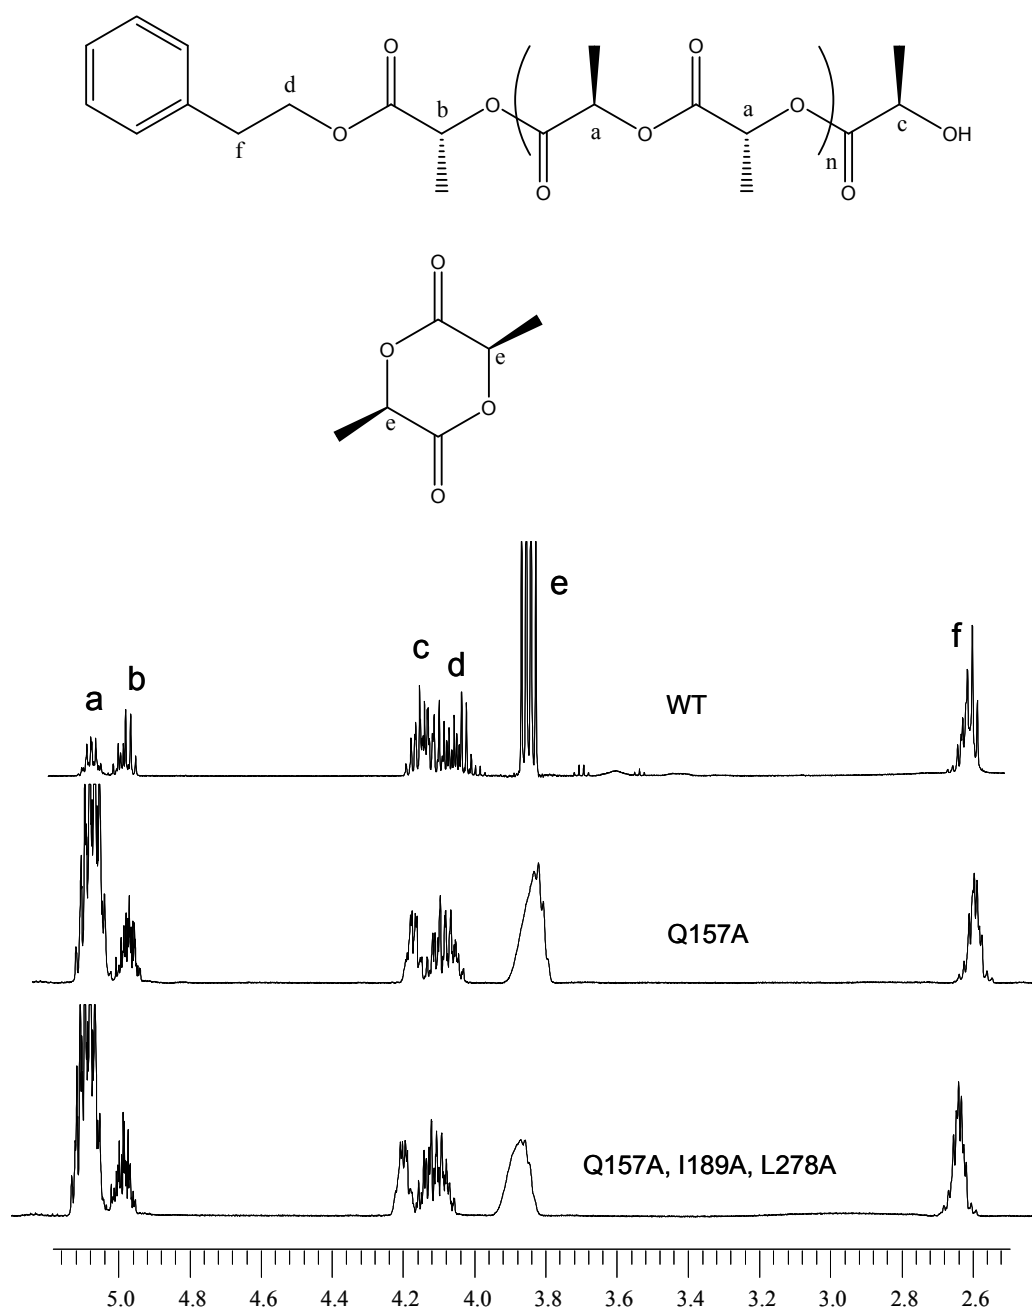 O O
d b O a a O c
f O O OH
O O n O
O
O e
e O
O
e
c
d
f
b
a
WT
Q157A
Q157A, I189A, L278A
5.0 4.8 4.6 4.4 4.2 4.0 3.8 3.6 3.4 3.2 3.0 2.8 2.6